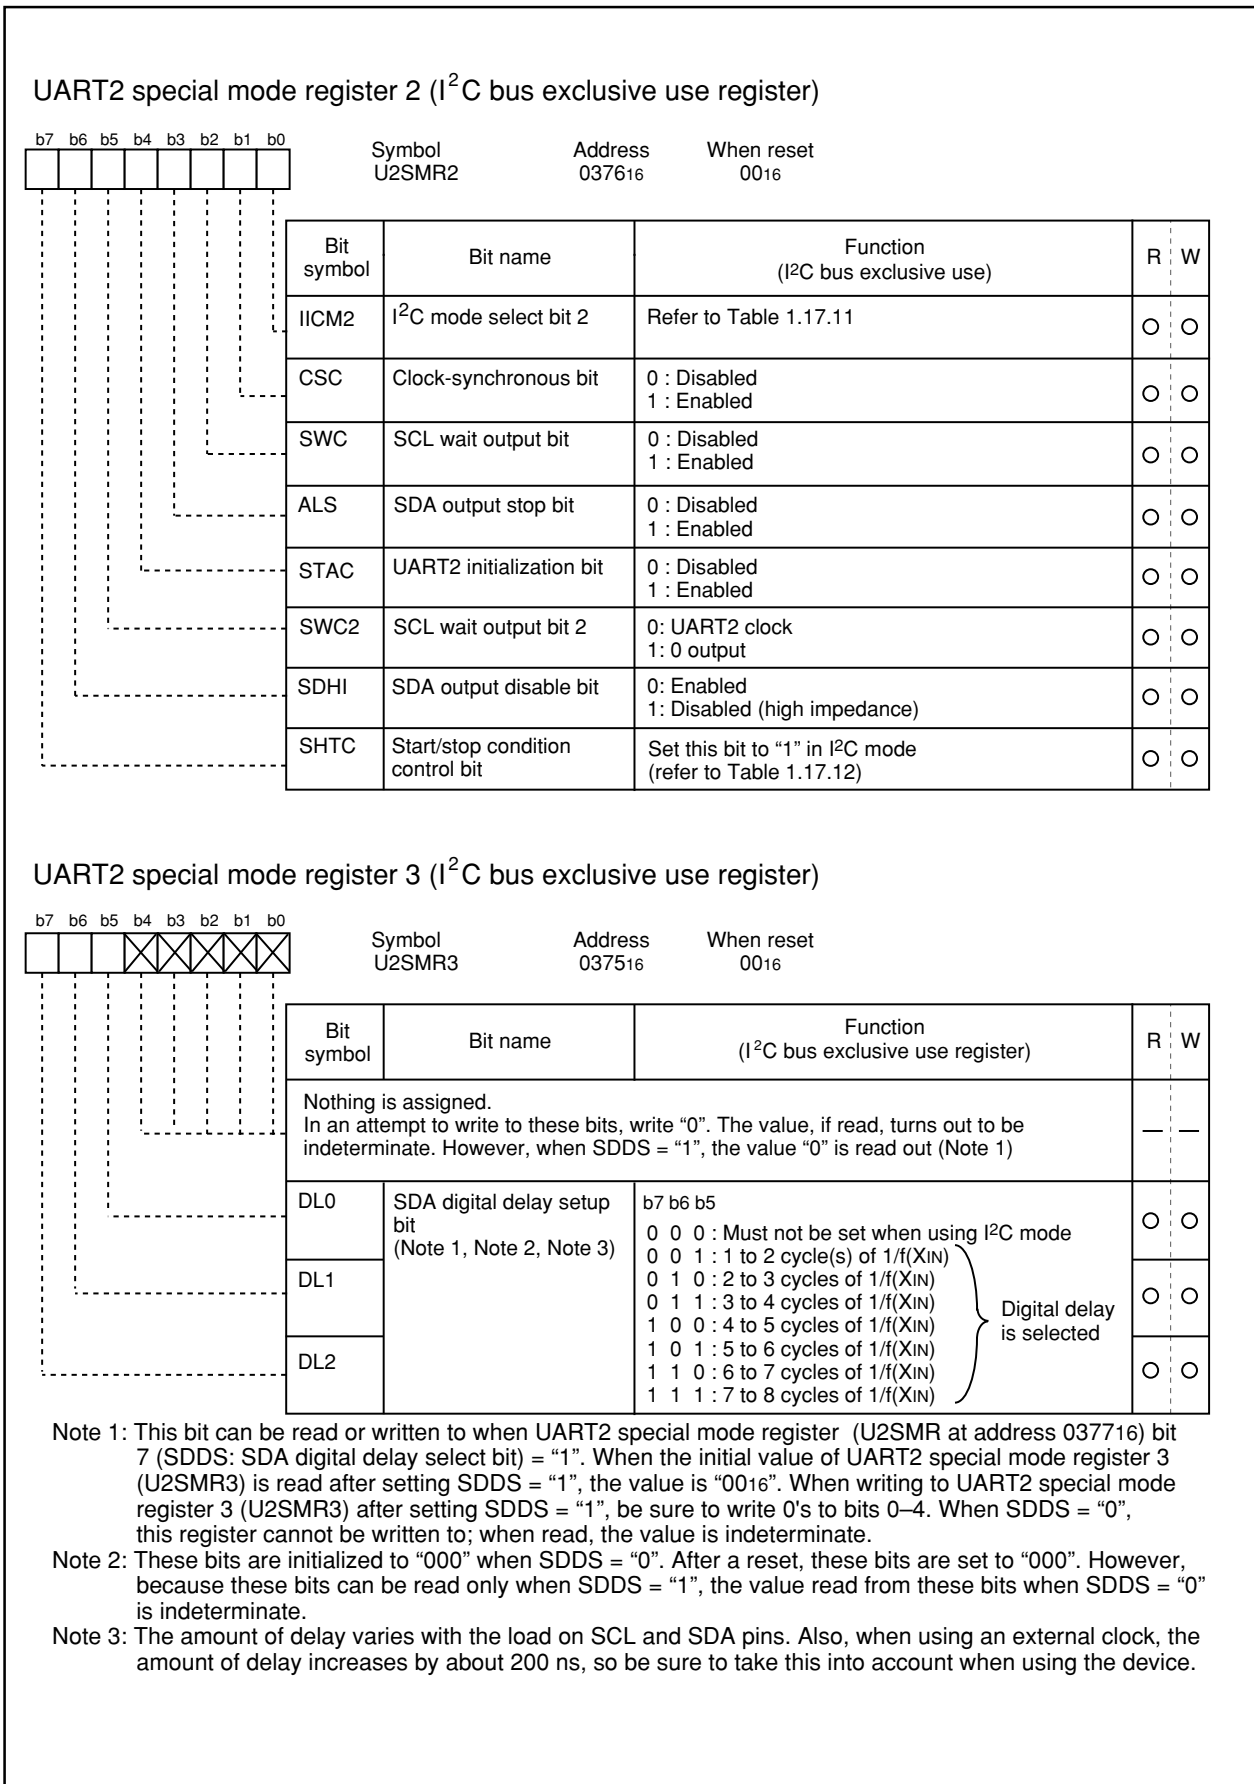 UART2 special mode register 2 (I2C bus exclusive use register)
b7 b6 b5 b4 b3 b2 b1 b0
Symbol Address When reset
U2SMR2 037616 0016
Bit symbol Bit name Function (I2C bus exclusive use) R W
IICM2 I2C mode select bit 2 Refer to Table 1.17.11
CSC Clock-synchronous bit 0 : Disabled
1 : Enabled
SWC SCL wait output bit 0 : Disabled
1 : Enabled
ALS SDA output stop bit 0 : Disabled
1 : Enabled
STAC UART2 initialization bit 0 : Disabled
1 : Enabled
SWC2 SCL wait output bit 2 0: UART2 clock
1: 0 output
SDHI SDA output disable bit 0: Enabled
1: Disabled (high impedance)
SHTC Start/stop condition Set this bit to “1” in I2C mode
control bit (refer to Table 1.17.12)
UART2 special mode register 3 (I2C bus exclusive use register)
b7 b6 b5 b4 b3 b2 b1 b0
Symbol Address When reset
U2SMR3 037516 0016
Bit symbol Bit name Function (I2C bus exclusive use register) R W
Nothing is assigned.
In an attempt to write to these bits, write “0”. The value, if read, turns out to be
indeterminate. However, when SDDS = “1”, the value “0” is read out (Note 1)
— —
DL0 SDA digital delay setup b7 b6 b5
bit
(Note 1, Note 2, Note 3)
0 0 0 : Must not be set when using I2C mode
0 0 1 : 1 to 2 cycle(s) of 1/f(XIN)
DL1 0 1 0 : 2 to 3 cycles of 1/f(XIN)
0 1 1 : 3 to 4 cycles of 1/f(XIN)
Digital delay
is selected
1 0 0 : 4 to 5 cycles of 1/f(XIN)
DL2 1 0 1 : 5 to 6 cycles of 1/f(XIN)
1 1 0 : 6 to 7 cycles of 1/f(XIN)
1 1 1 : 7 to 8 cycles of 1/f(XIN)
Note 1: This bit can be read or written to when UART2 special mode register (U2SMR at address 037716) bit
7 (SDDS: SDA digital delay select bit) = “1”. When the initial value of UART2 special mode register 3
(U2SMR3) is read after setting SDDS = “1”, the value is “0016”. When writing to UART2 special mode
register 3 (U2SMR3) after setting SDDS = “1”, be sure to write 0's to bits 0–4. When SDDS = “0”,
this register cannot be written to; when read, the value is indeterminate.
Note 2: These bits are initialized to “000” when SDDS = “0”. After a reset, these bits are set to “000”. However,
because these bits can be read only when SDDS = “1”, the value read from these bits when SDDS = “0”
is indeterminate.
Note 3: The amount of delay varies with the load on SCL and SDA pins. Also, when using an external clock, the
amount of delay increases by about 200 ns, so be sure to take this into account when using the device.